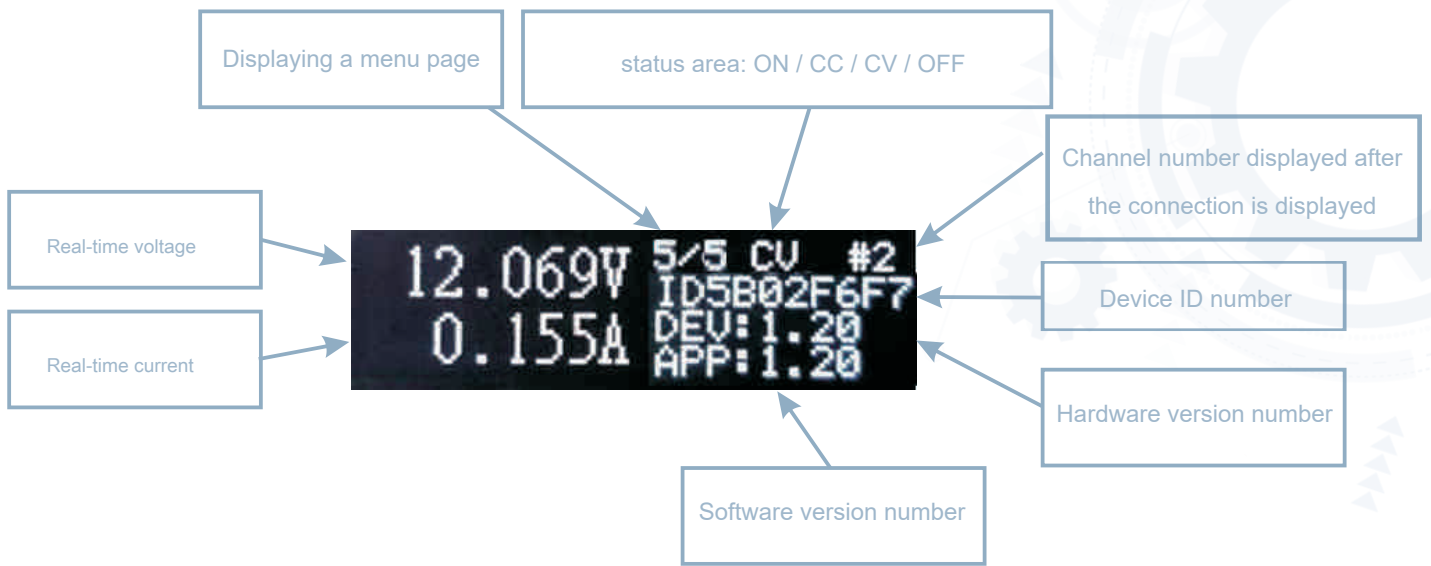 Displaying a menu page
status area: ON / CC / CV / OFF
Channel number displayed after
the connection is displayed
Real-time voltage
12.069V
5/5 CV #2
ID5B02F6F7
Device ID number
DEV:1.20
Real-time current
0.155A
APP:1.20
Hardware version number
Software version number